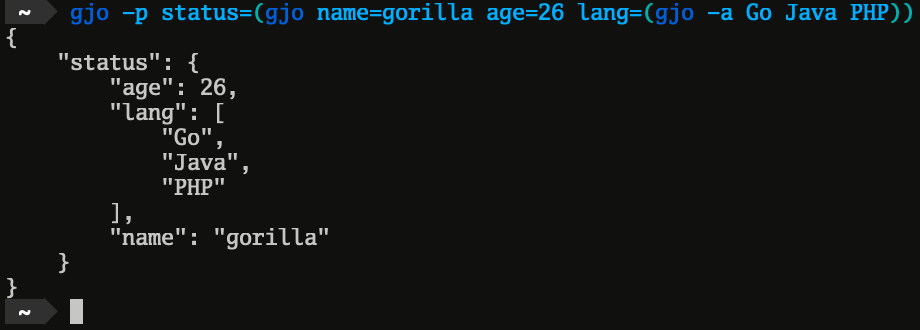 ~ gjo -p status=(gjo name=gorilla age=26 lang=(gjo -a Go Java PHP))
{
    "status": {
        "age": 26,
        "lang": [
            "Go",
            "Java",
            "PHP"
        ],
        "name": "gorilla"
    }
}
~